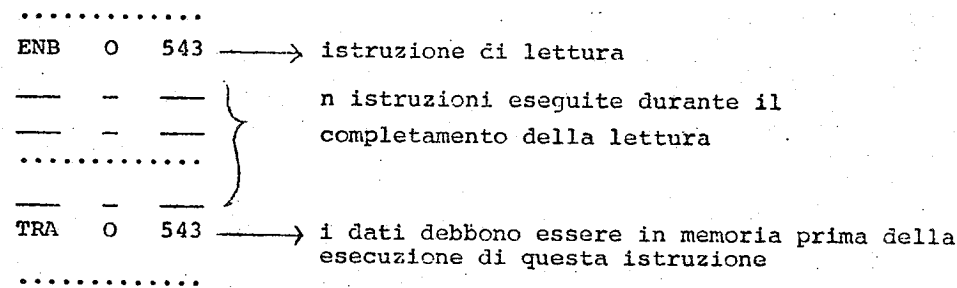 .............
ENB O 543 ⟶ istruzione di lettura
—— – —— n istruzioni eseguite durante il
—— – —— completamento della lettura
.............
—— – ——
TRA O 543 ⟶ i dati debbono essere in memoria prima della
esecuzione di questa istruzione
.............